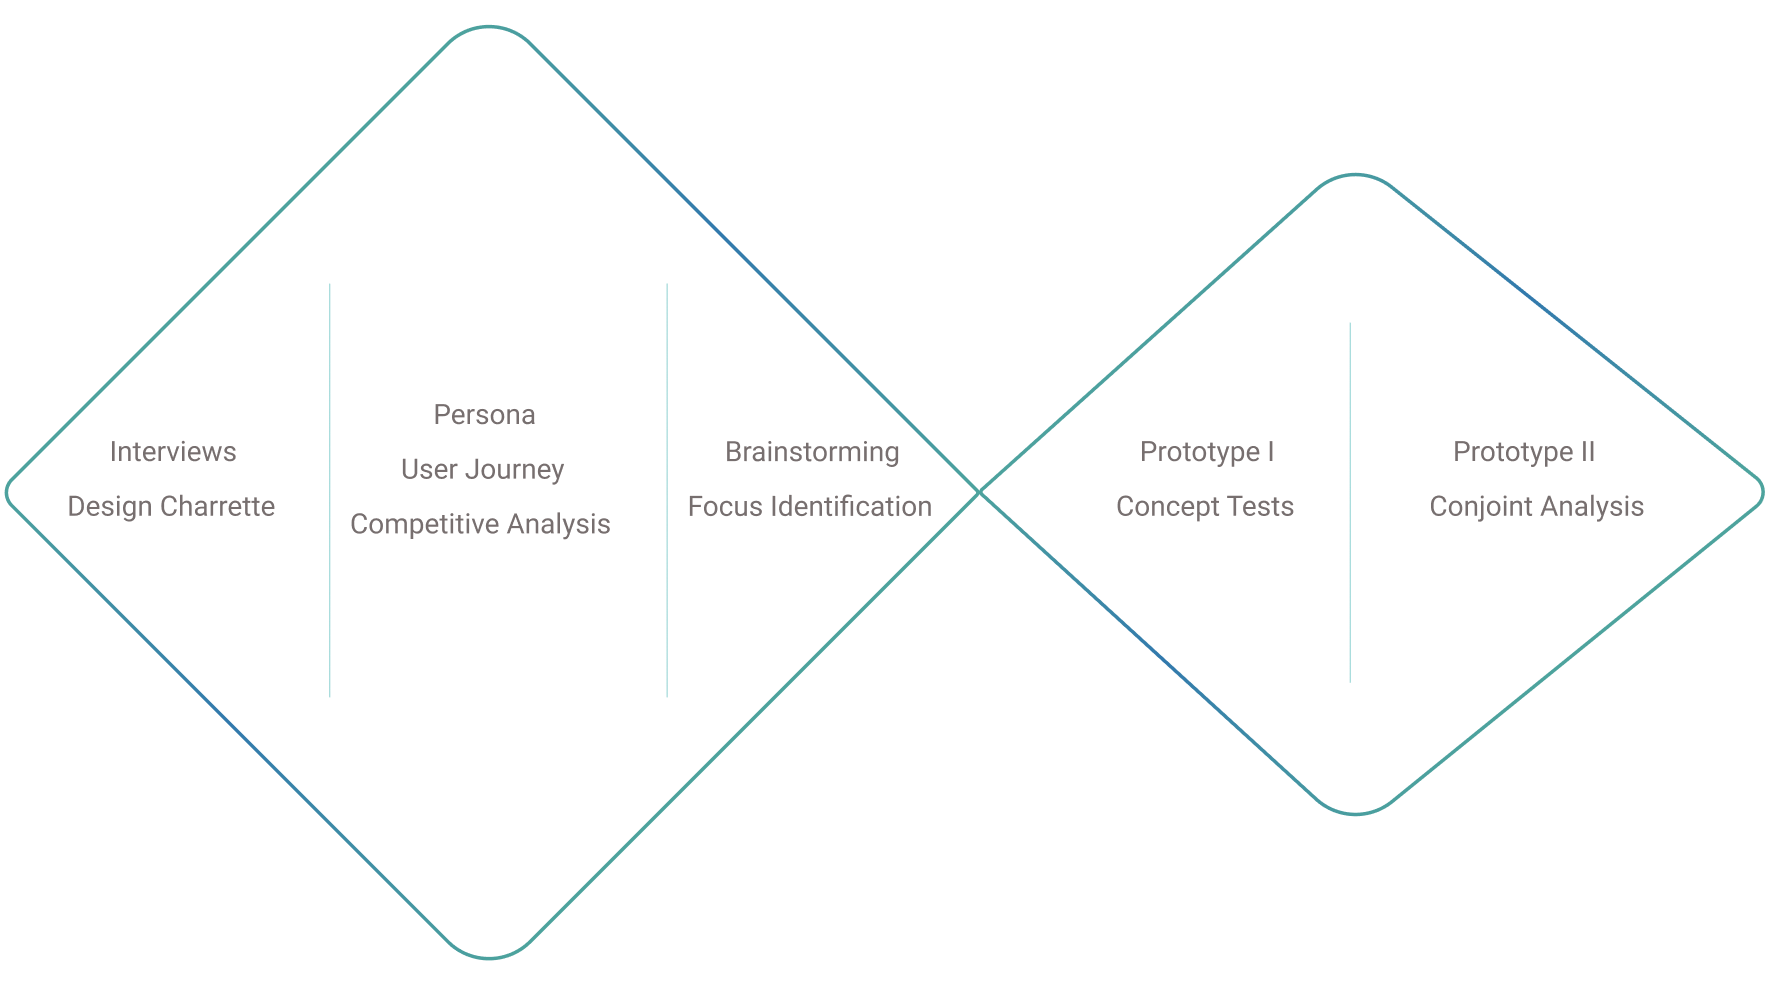 Interviews
Design Charrette
Persona
User Journey
Competitive Analysis
Brainstorming
Focus Identification
Prototype I
Concept Tests
Prototype II
Conjoint Analysis